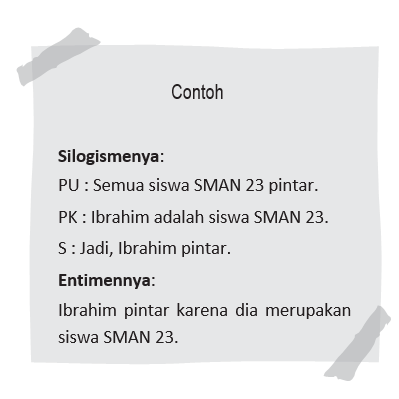 Contoh
Silogismenya:
PU : Semua siswa SMAN 23 pintar.
PK : Ibrahim adalah siswa SMAN 23.
S : Jadi, Ibrahim pintar.
Entimennya:
Ibrahim pintar karena dia merupakan
siswa SMAN 23.